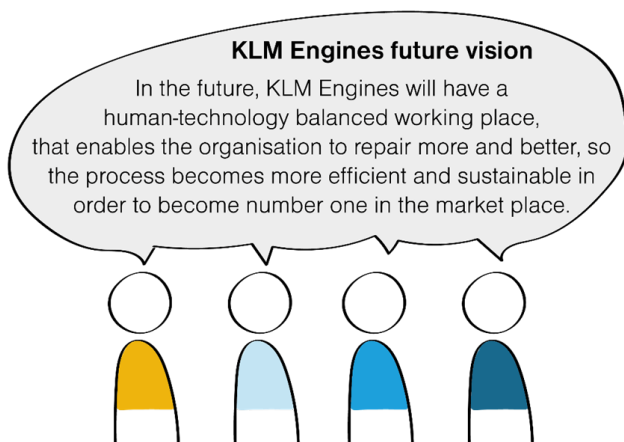 KLM Engines future vision
In the future, KLM Engines will have a
human-technology balanced working place,
that enables the organisation to repair more and better, so
the process becomes more efficient and sustainable in
order to become number one in the market place.